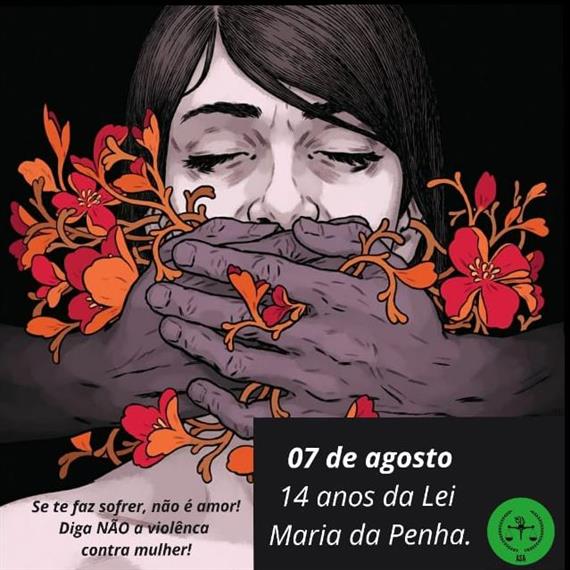 07 de agosto
14 anos da Lei
Maria da Penha.
Se te faz sofrer, não é amor!
Diga NÃO a violênca
contra mulher!